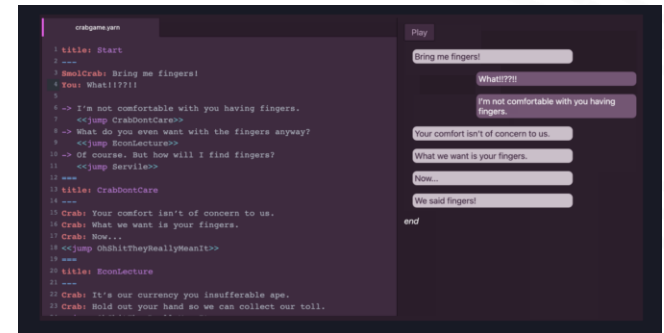 crabgame.yarn
1 title: Start
2 ---
3 SmolCrab: Bring me fingers!
4 You: What!!??!!
5
6 -> I'm not comfortable with you having fingers.
7 <<jump CrabDontCare>>
8 -> What do you even want with the fingers anyway?
9 <<jump EconLecture>>
10 -> Of course. But how will I find fingers?
11 <<jump Servile>>
12 ===
13 title: CrabDontCare
14 ---
15 Crab: Your comfort isn't of concern to us.
16 Crab: What we want is your fingers.
17 Crab: Now...
18 <<jump OhShitTheyReallyMeanIt>>
19 ===
20 title: EconLecture
21 ---
22 Crab: It's our currency you insufferable ape.
23 Crab: Hold out your hand so we can collect our toll.
Play
Bring me fingers!
What!!??!!
I'm not comfortable with you having
fingers.
Your comfort isn't of concern to us.
What we want is your fingers.
Now...
We said fingers!
end